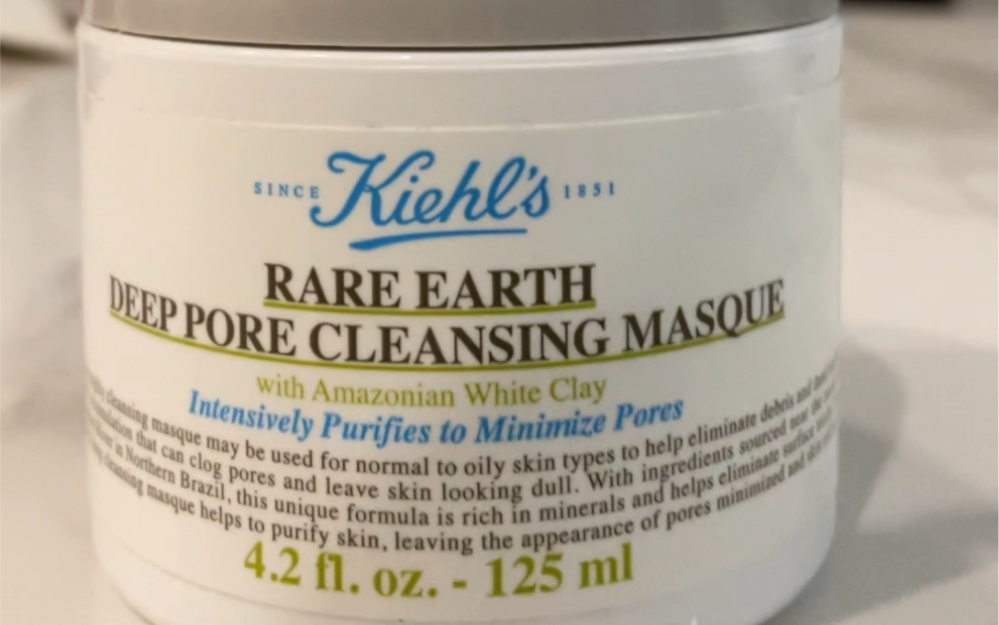 SINCE Kiehl's 1851
RARE EARTH
DEEP PORE CLEANSING MASQUE
with Amazonian White Clay
Intensively Purifies to Minimize Pores
cleansing masque may be used for normal to oily skin types to help eliminate debris and
that can clog pores and leave skin looking dull. With ingredients sourced near the
in Northern Brazil, this unique formula is rich in minerals and helps eliminate surface
cleansing masque helps to purify skin, leaving the appearance of pores minimized and skin
4.2 fl. oz. - 125 ml